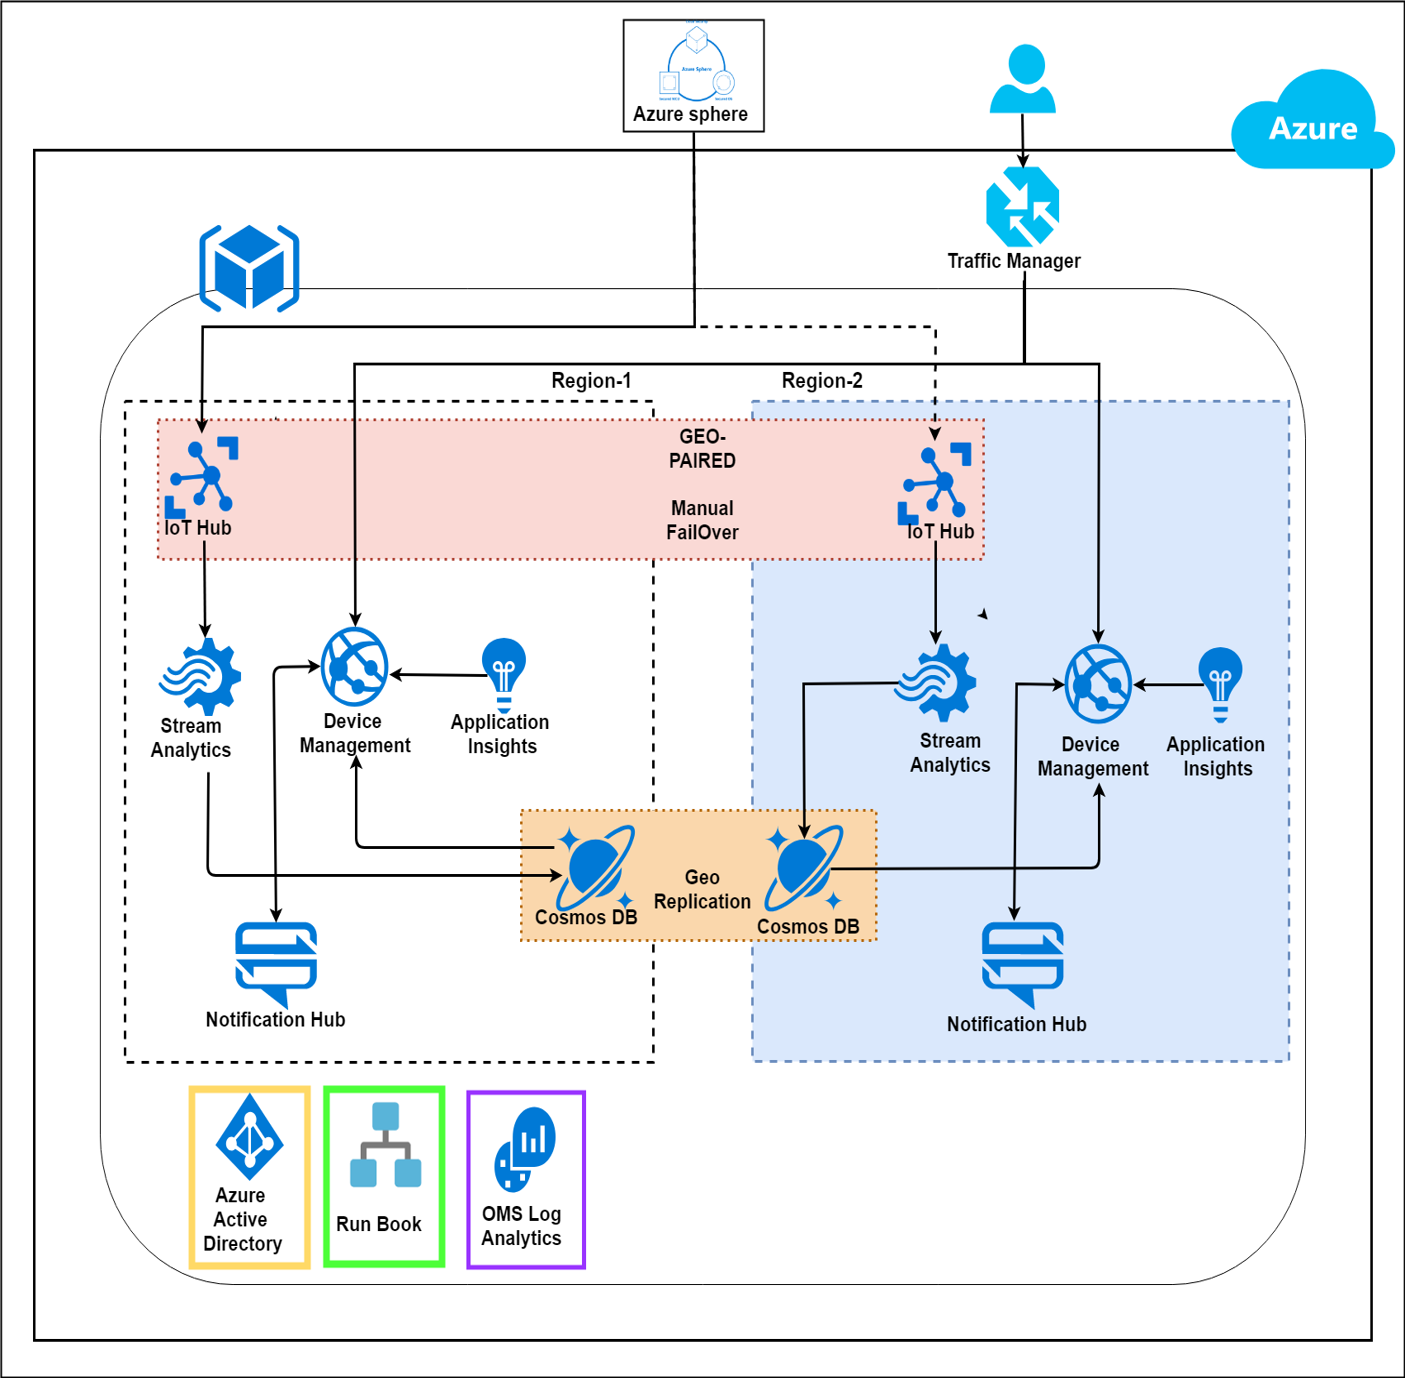 Azure Sphere
Azure sphere
Azure
Traffic Manager
Region-1
Region-2
GEO-
PAIRED
Manual
FailOver
IoT Hub
IoT Hub
Stream
Analytics
Device
Management
Application
Insights
Stream
Analytics
Device
Management
Application
Insights
Cosmos DB
Geo
Replication
Cosmos DB
Notification Hub
Notification Hub
Azure
Active
Directory
Run Book
OMS Log
Analytics